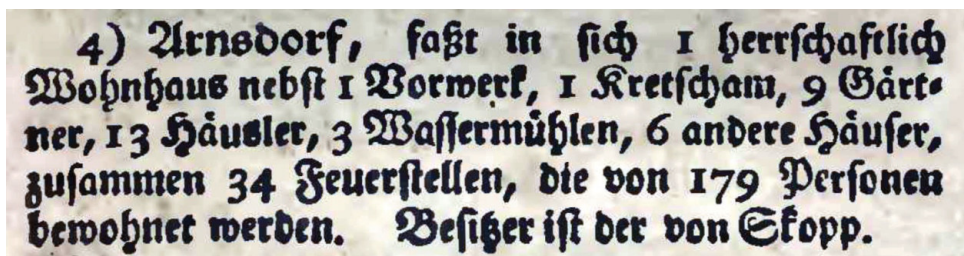 4) Arnsdorf, faßt in ſich 1 herrſchaftlich
Wohnhaus nebſt 1 Vorwerk, 1 Kretſcham, 9 Gärt⸗
ner, 13 Häusler, 3 Waſſermühlen, 6 andere Häuſer,
zuſammen 34 Feuerſtellen, die von 179 Perſonen
bewohnet werden. Beſitzer iſt der von Skopp.